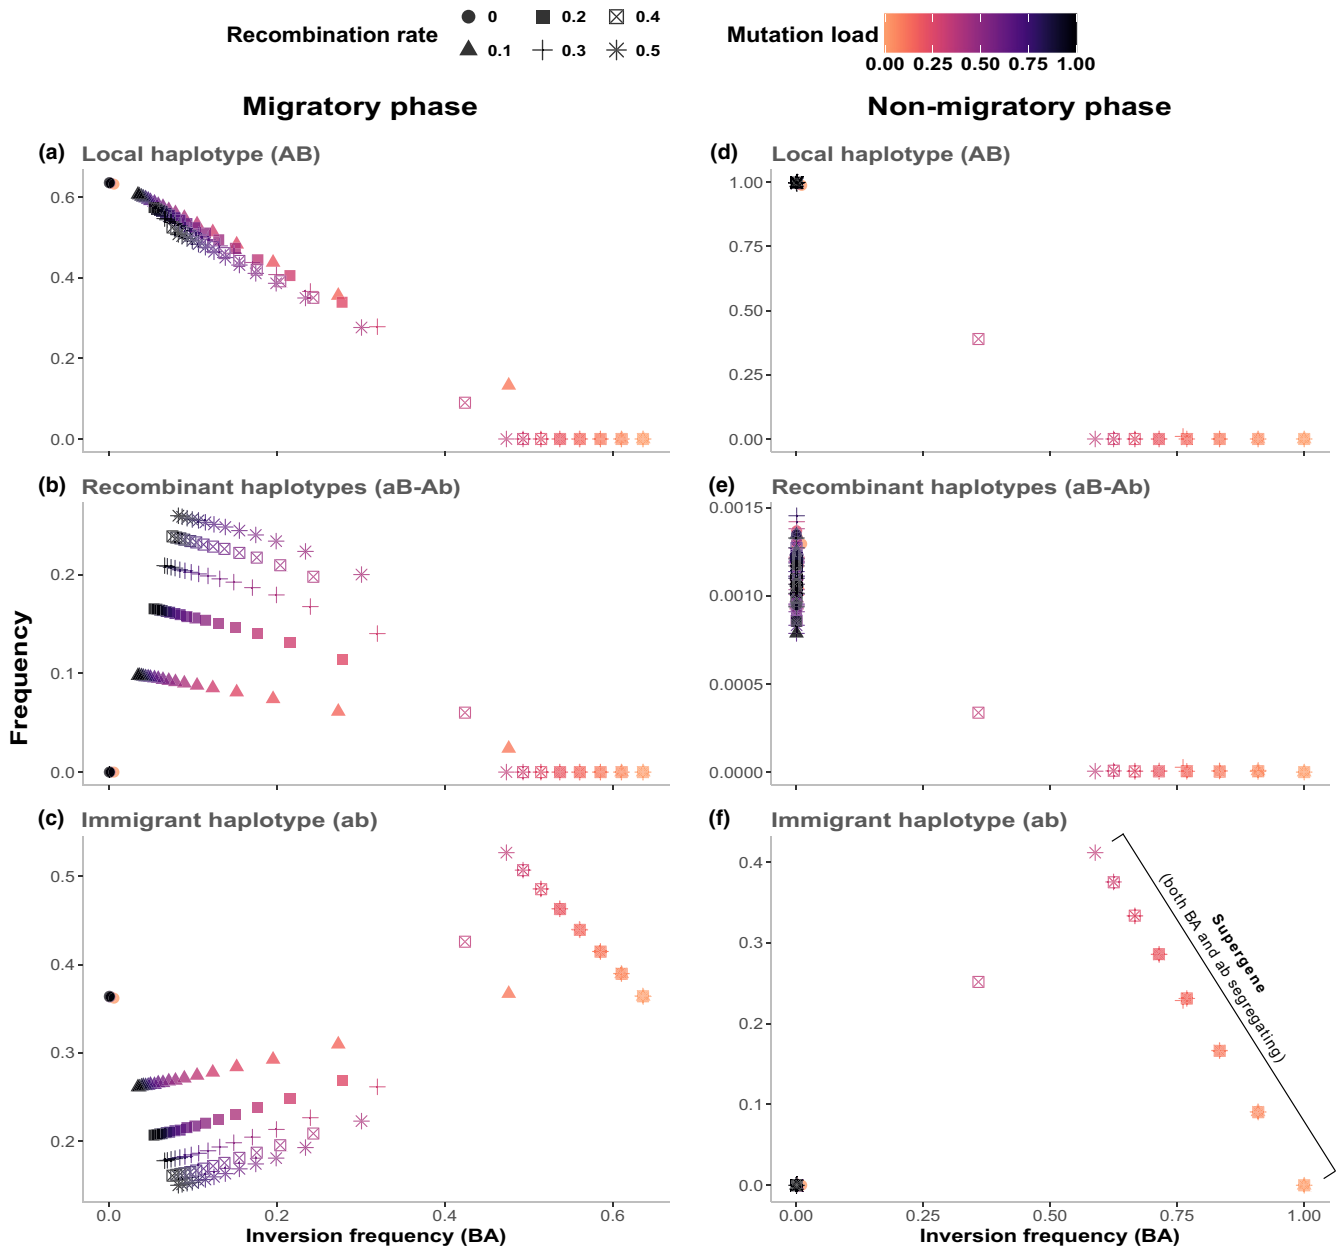 Recombination rate
0
0.2
0.4
0.1
0.3
0.5
Mutation load
0.00 0.25 0.50 0.75 1.00
Migratory phase
Non-migratory phase
(a) Local haplotype (AB)
0.6
0.4
0.2
0.0
(d) Local haplotype (AB)
1.00
0.75
0.50
0.25
0.00
(b) Recombinant haplotypes (aB-Ab)
0.2
0.1
0.0
(e) Recombinant haplotypes (aB-Ab)
0.0015
0.0010
0.0005
0.0000
Frequency
(c) Immigrant haplotype (ab)
0.5
0.4
0.3
0.2
0.0 0.2 0.4 0.6
Inversion frequency (BA)
(f) Immigrant haplotype (ab)
0.4
0.3
0.2
0.1
0.0
Supergene
(both BA and ab segregating)
0.00 0.25 0.50 0.75 1.00
Inversion frequency (BA)